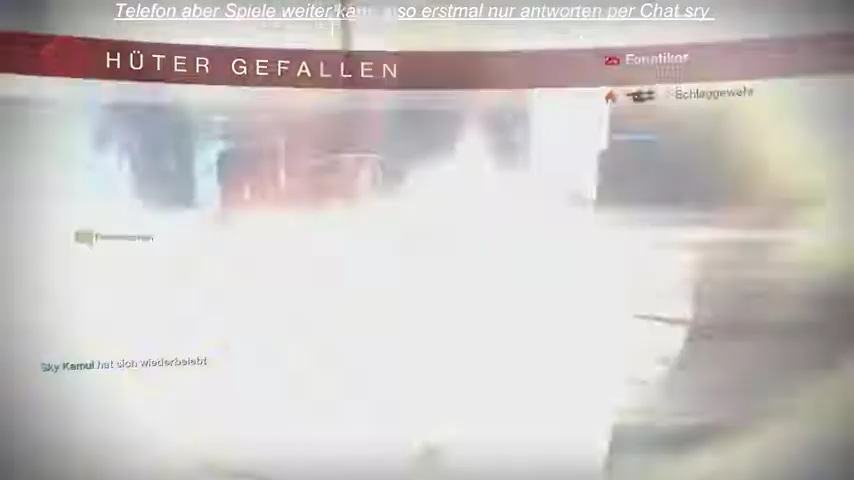 Telefon aber Spiele weiter kann also erstmal nur antworten per Chat sry
HÜTER GEFALLEN
Fanatiker
Schlaggewehr
Sky Kamui hat sich wiederbelebt